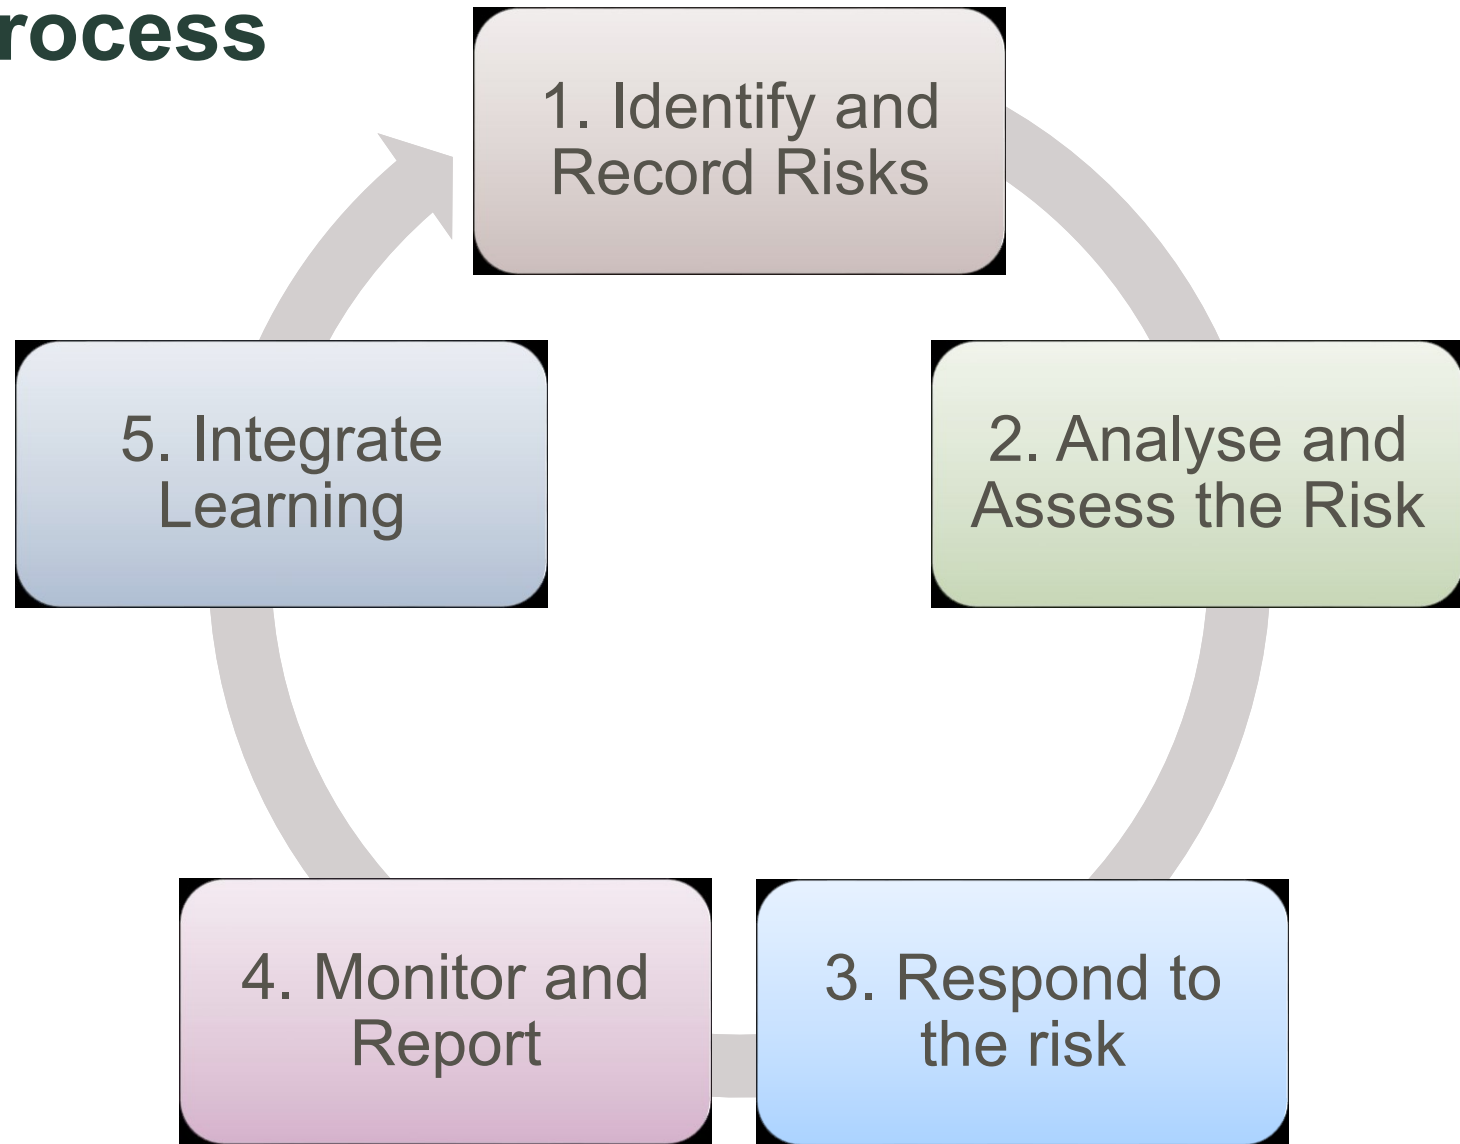 rocess
1. Identify and
Record Risks
2. Analyse and
Assess the Risk
3. Respond to
the risk
4. Monitor and
Report
5. Integrate
Learning